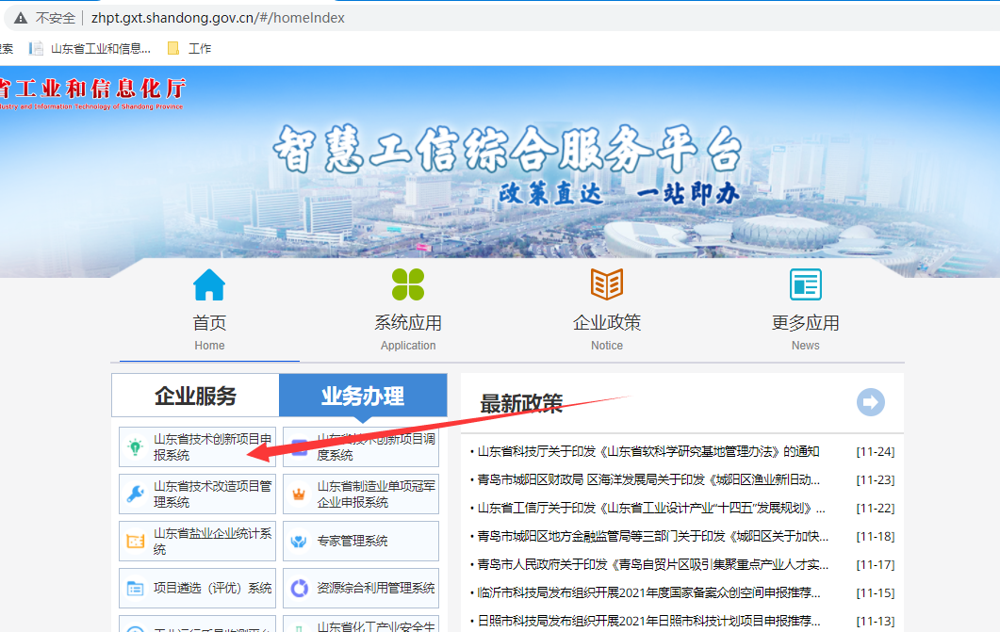 不安全 zhpt.gxt.shandong.gov.cn/#/homeIndex
索 山东省工业和信息... 工作
省工业和信息化厅
dustry and Information Technology of Shandong Province
智慧工信综合服务平台
政策直达 一站即办
首页 系统应用 企业政策 更多应用
Home Application Notice News
企业服务 业务办理
最新政策
山东省技术创新项目申
报系统
山东省技术创新项目调
度系统
山东省技术改造项目管
理系统
山东省制造业单项冠军
企业申报系统
山东省盐业企业统计系
统
专家管理系统
项目遴选（评优）系统
资源综合利用管理系统
山东省化工产业安全生
• 山东省科技厅关于印发《山东省软科学研究基地管理办法》的通知 [11-24]
• 青岛市城阳区财政局 区海洋发展局关于印发《城阳区渔业新旧动... [11-23]
• 山东省工信厅关于印发《山东省工业设计产业“十四五”发展规划》... [11-22]
• 青岛市城阳区地方金融监管局等三部门关于印发《城阳区关于加快... [11-18]
• 青岛市人民政府关于印发《青岛自贸片区吸引集聚重点产业人才实... [11-17]
• 临沂市科技局发布组织开展2021年度国家备案众创空间申报推荐... [11-15]
• 日照市科技局发布组织开展2021年日照市科技计划项目申报推荐... [11-13]